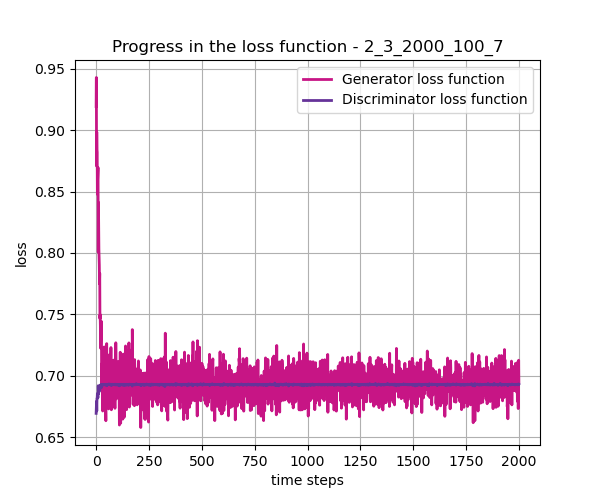 Progress in the loss function - 2_3_2000_100_7
Generator loss function
Discriminator loss function
loss
0.95
0.90
0.85
0.80
0.75
0.70
0.65
0 250 500 750 1000 1250 1500 1750 2000
time steps